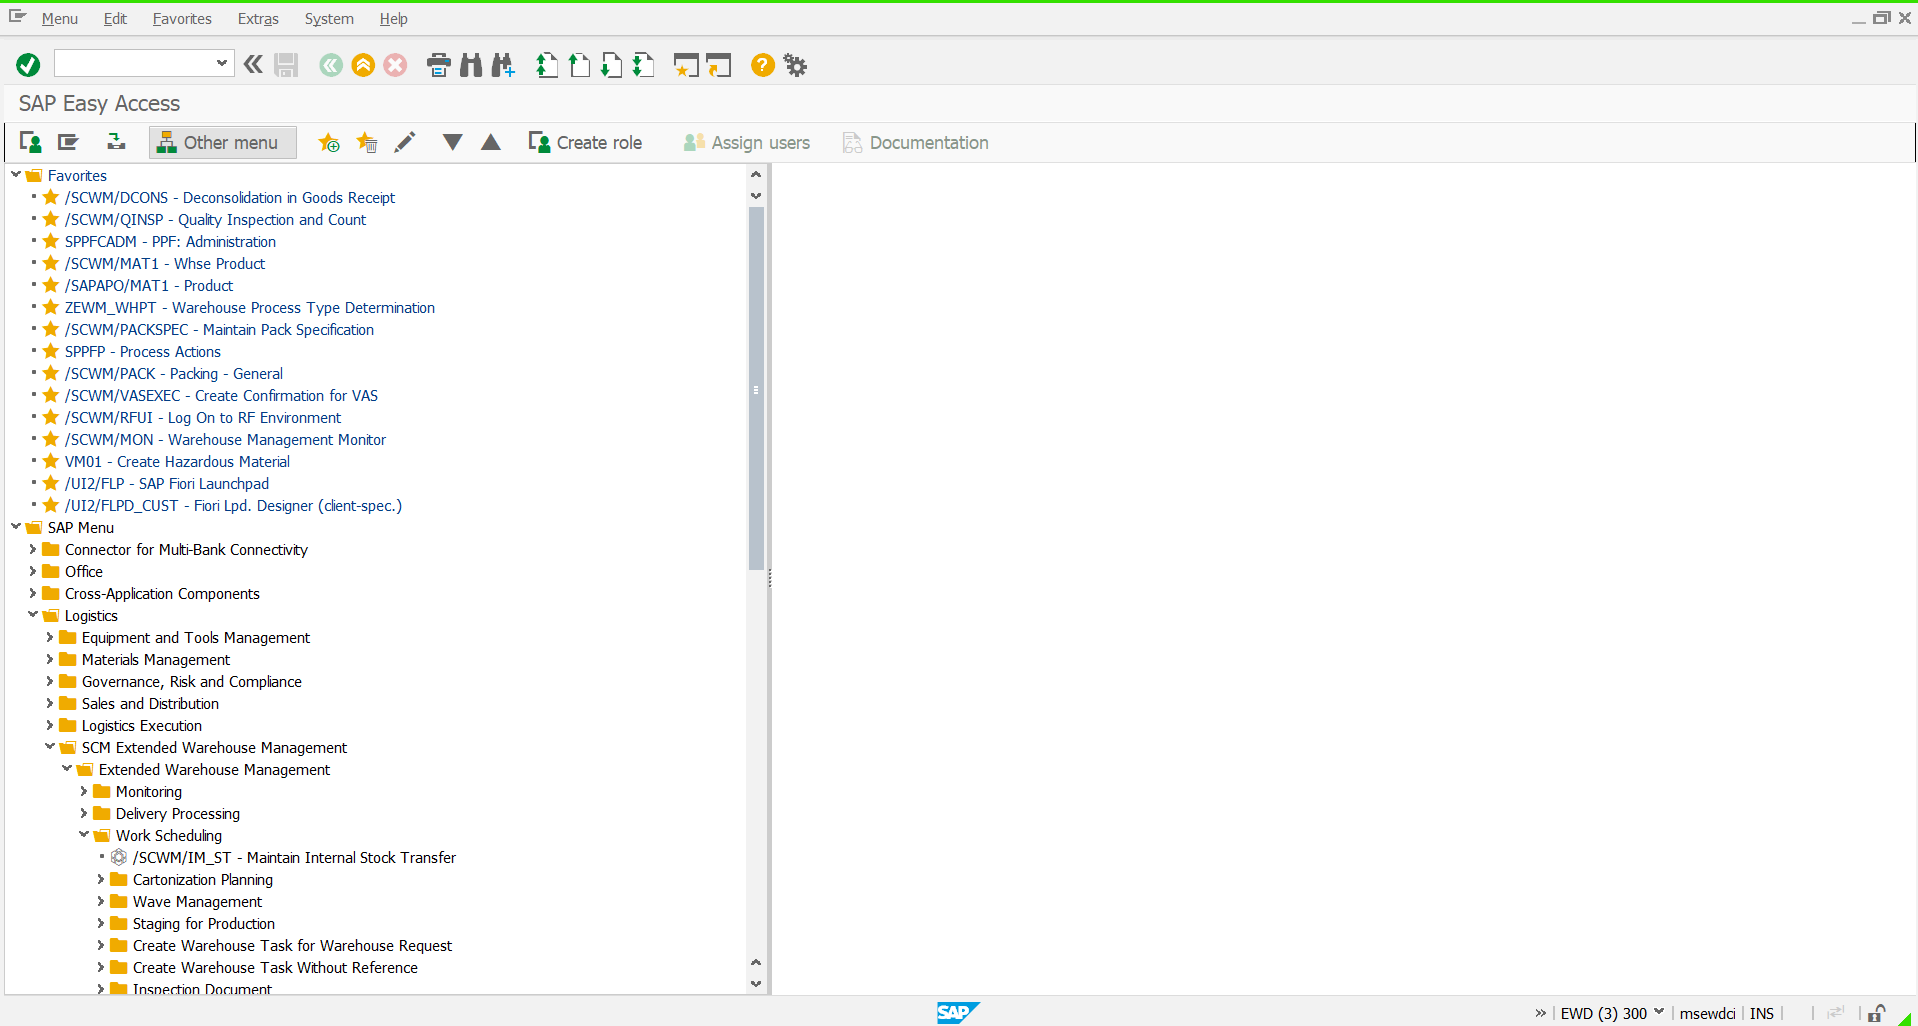 Menu Edit Favorites Extras System Help
SAP Easy Access
Other menu Create role Assign users Documentation
Favorites
/SCWM/DCONS - Deconsolidation in Goods Receipt
/SCWM/QINSP - Quality Inspection and Count
SPPFCADM - PPF: Administration
/SCWM/MAT1 - Whse Product
/SAPAPO/MAT1 - Product
ZEWM_WHPT - Warehouse Process Type Determination
/SCWM/PACKSPEC - Maintain Pack Specification
SPPFP - Process Actions
/SCWM/PACK - Packing - General
/SCWM/VASEXEC - Create Confirmation for VAS
/SCWM/RFUI - Log On to RF Environment
/SCWM/MON - Warehouse Management Monitor
VM01 - Create Hazardous Material
/UI2/FLP - SAP Fiori Launchpad
/UI2/FLPD_CUST - Fiori Lpd. Designer (client-spec.)
SAP Menu
Connector for Multi-Bank Connectivity
Office
Cross-Application Components
Logistics
Equipment and Tools Management
Materials Management
Governance, Risk and Compliance
Sales and Distribution
Logistics Execution
SCM Extended Warehouse Management
Extended Warehouse Management
Monitoring
Delivery Processing
Work Scheduling
/SCWM/IM_ST - Maintain Internal Stock Transfer
Cartonization Planning
Wave Management
Staging for Production
Create Warehouse Task for Warehouse Request
Create Warehouse Task Without Reference
Inspection Document
SAP EWD (3) 300 msewdci INS